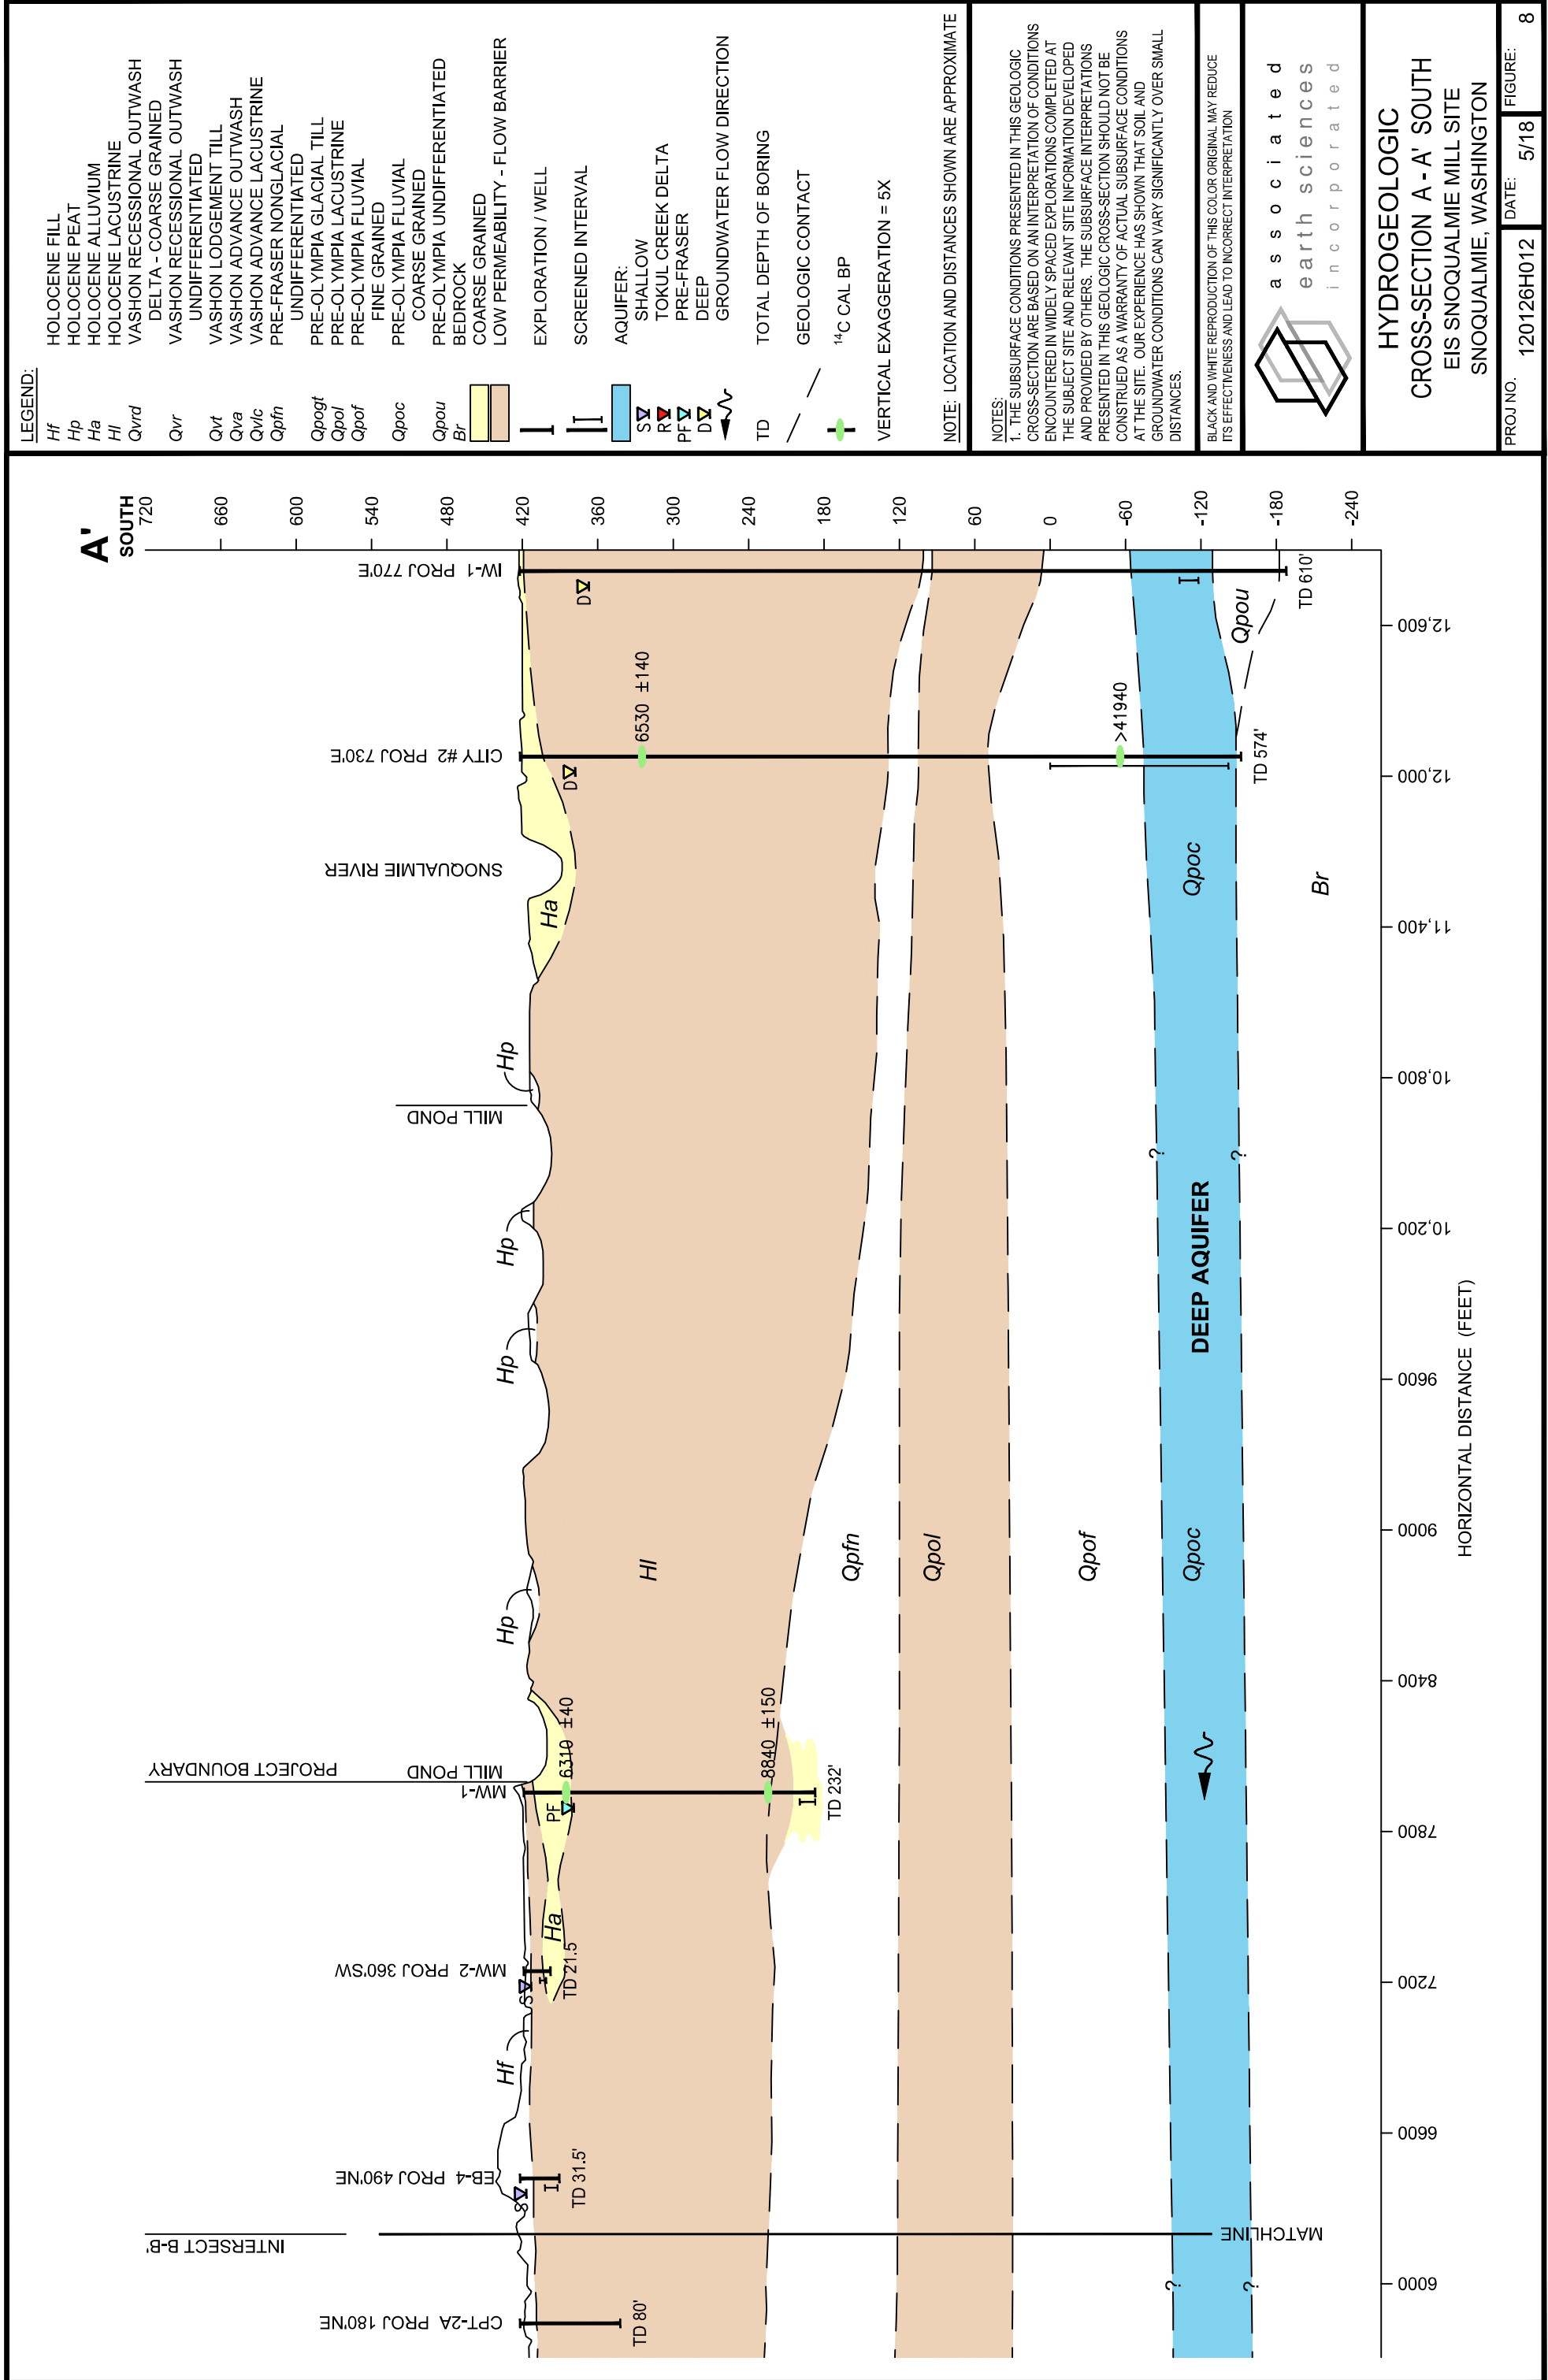 A'
SOUTH
720
660
600
540
480
420
360
300
240
180
120
60
0
-60
-120
-180
-240
INTERSECT B-B'
PROJECT BOUNDARY
CPT-2A PROJ 180'NE
EB-4 PROJ 490'NE
MW-2 PROJ 360'SW
MW-1
MILL POND
MILL POND
SNOQUALMIE RIVER
CITY #2 PROJ 730'E
IW-1 PROJ 770'E
Hf
Hp
Hp
Hp
Hp
S
S
PF
D
D
Ha
Ha
TD 80'
TD 31.5'
TD 21.5
6310 ±40
8840 ±150
TD 232'
6530 ±140
>41940
TD 574'
TD 610'
Hl
Qpfn
Qpol
Qpof
Qpoc
Qpoc
DEEP AQUIFER
Qpou
Br
?
?
?
?
MATCHLINE
6000
6600
7200
7800
8400
9000
9600
10,200
10,800
11,400
12,000
12,600
HORIZONTAL DISTANCE (FEET)
LEGEND:
Hf HOLOCENE FILL
Hp HOLOCENE PEAT
Ha HOLOCENE ALLUVIUM
Hl HOLOCENE LACUSTRINE
Qvrd VASHON RECESSIONAL OUTWASH
DELTA - COARSE GRAINED
Qvr VASHON RECESSIONAL OUTWASH
UNDIFFERENTIATED
Qvt VASHON LODGEMENT TILL
Qva VASHON ADVANCE OUTWASH
Qvlc VASHON ADVANCE LACUSTRINE
Qpfn PRE-FRASER NONGLACIAL
UNDIFFERENTIATED
Qpogt PRE-OLYMPIA GLACIAL TILL
Qpol PRE-OLYMPIA LACUSTRINE
Qpof PRE-OLYMPIA FLUVIAL
FINE GRAINED
Qpoc PRE-OLYMPIA FLUVIAL
COARSE GRAINED
Qpou PRE-OLYMPIA UNDIFFERENTIATED
Br BEDROCK
COARSE GRAINED
LOW PERMEABILITY - FLOW BARRIER
EXPLORATION / WELL
SCREENED INTERVAL
AQUIFER:
S SHALLOW
R TOKUL CREEK DELTA
PF PRE-FRASER
D DEEP
GROUNDWATER FLOW DIRECTION
TD TOTAL DEPTH OF BORING
GEOLOGIC CONTACT
14C CAL BP
VERTICAL EXAGGERATION = 5X
NOTE: LOCATION AND DISTANCES SHOWN ARE APPROXIMATE
NOTES:
1. THE SUBSURFACE CONDITIONS PRESENTED IN THIS GEOLOGIC
CROSS-SECTION ARE BASED ON AN INTERPRETATION OF CONDITIONS
ENCOUNTERED IN WIDELY SPACED EXPLORATIONS COMPLETED AT
THE SUBJECT SITE AND RELEVANT SITE INFORMATION DEVELOPED
AND PROVIDED BY OTHERS. THE SUBSURFACE INTERPRETATIONS
PRESENTED IN THIS GEOLOGIC CROSS-SECTION SHOULD NOT BE
CONSTRUED AS A WARRANTY OF ACTUAL SUBSURFACE CONDITIONS
AT THE SITE. OUR EXPERIENCE HAS SHOWN THAT SOIL AND
GROUNDWATER CONDITIONS CAN VARY SIGNIFICANTLY OVER SMALL
DISTANCES.
BLACK AND WHITE REPRODUCTION OF THIS COLOR ORIGINAL MAY REDUCE
ITS EFFECTIVENESS AND LEAD TO INCORRECT INTERPRETATION
associated
earth sciences
incorporated
HYDROGEOLOGIC
CROSS-SECTION A - A' SOUTH
EIS SNOQUALMIE MILL SITE
SNOQUALMIE, WASHINGTON
PROJ NO. 120126H012 DATE: 5/18 FIGURE: 8